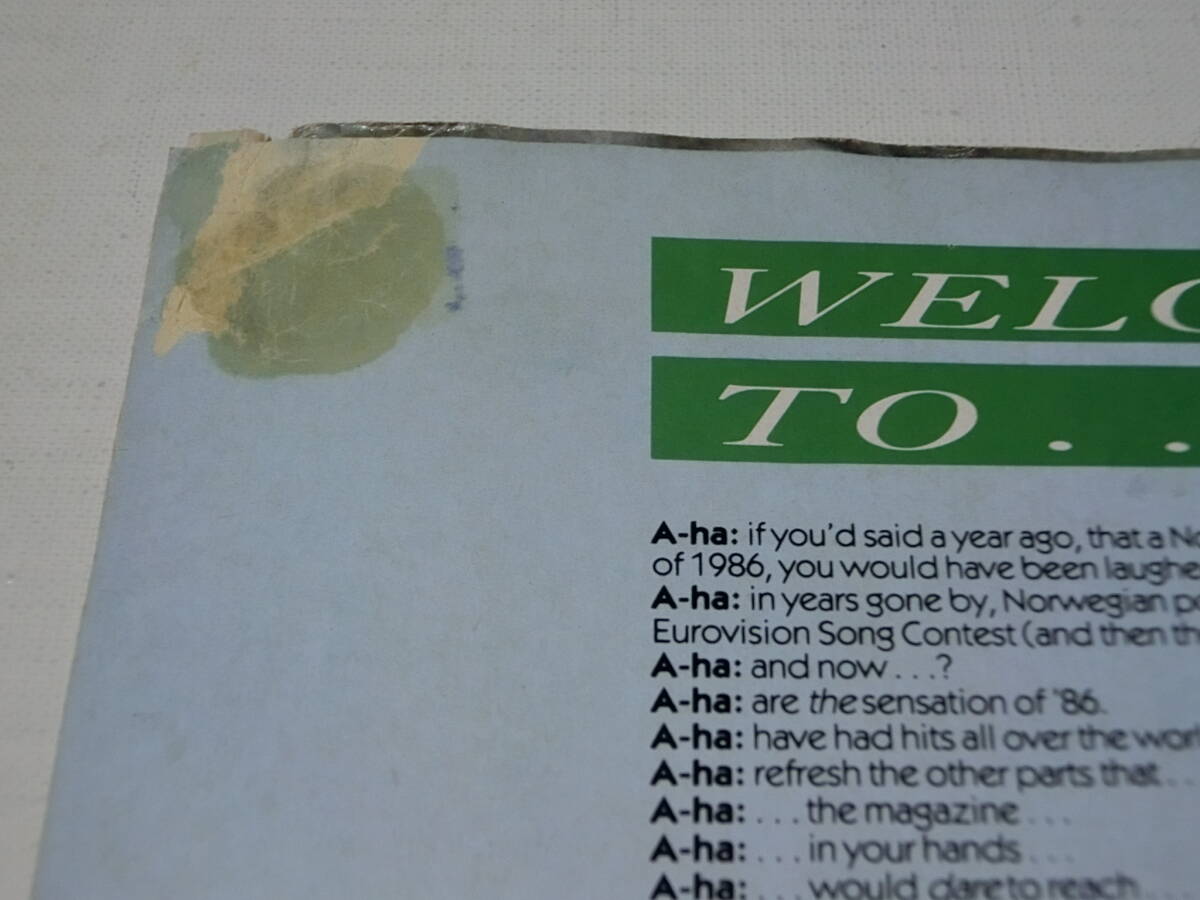 WELC
TO . .
A-ha: if you'd said a year ago, that a No
of 1986, you would have been laughe
A-ha: in years gone by, Norwegian po
Eurovision Song Contest (and then th
A-ha: and now . . .?
A-ha: are the sensation of '86.
A-ha: have had hits all over the worl
A-ha: refresh the other parts that . .
A-ha: . . . the magazine . . .
A-ha: . . . in your hands . . .
A-ha: . . . would dare to reach . . .